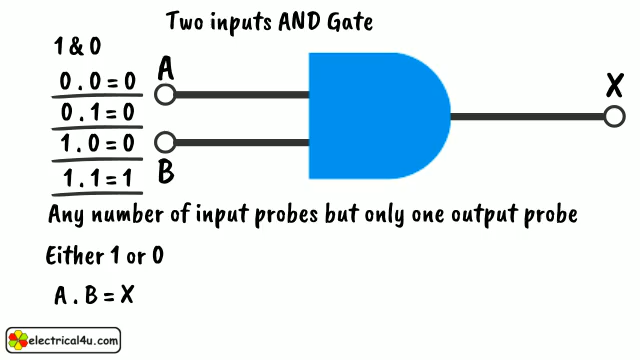 Two inputs AND Gate
1 & 0
0 . 0 = 0
0 . 1 = 0
1 . 0 = 0
1 . 1 = 1
A
B
X
Any number of input probes but only one output probe
Either 1 or 0
A . B = X
electrical4u.com